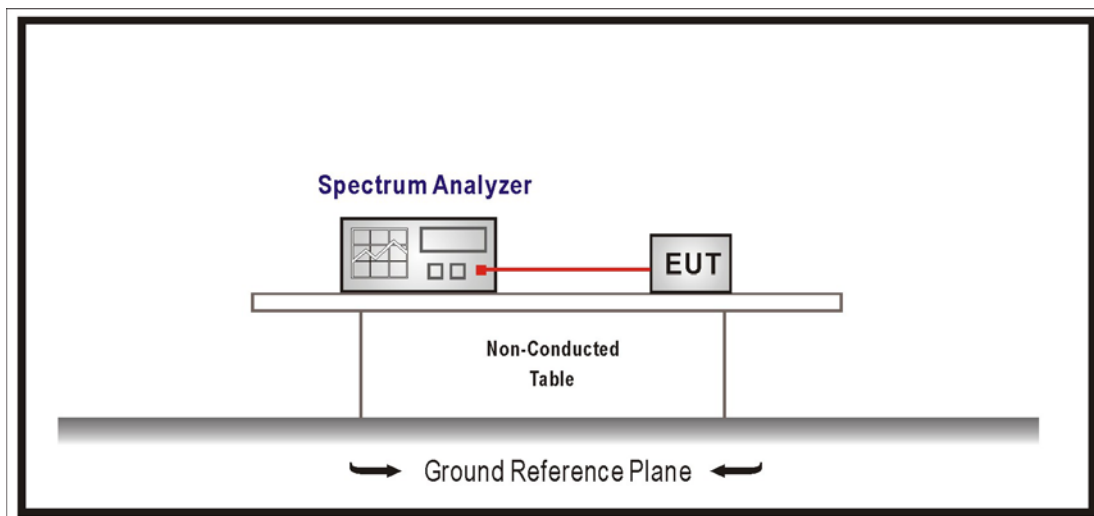 Spectrum Analyzer
EUT
Non-Conducted
Table
Ground Reference Plane